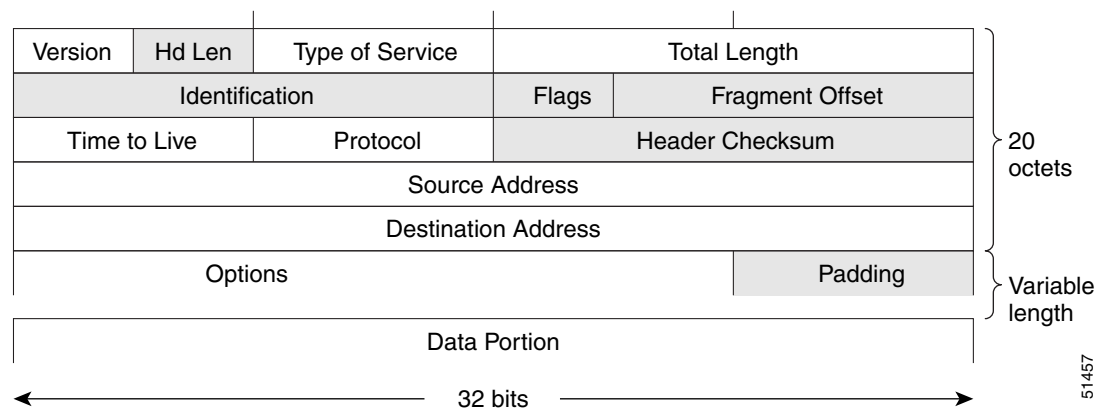 Version Hd Len Type of Service Total Length
Identification Flags Fragment Offset
Time to Live Protocol Header Checksum
20
octets
Source Address
Destination Address
Options Padding
Variable
length
Data Portion
32 bits
51457